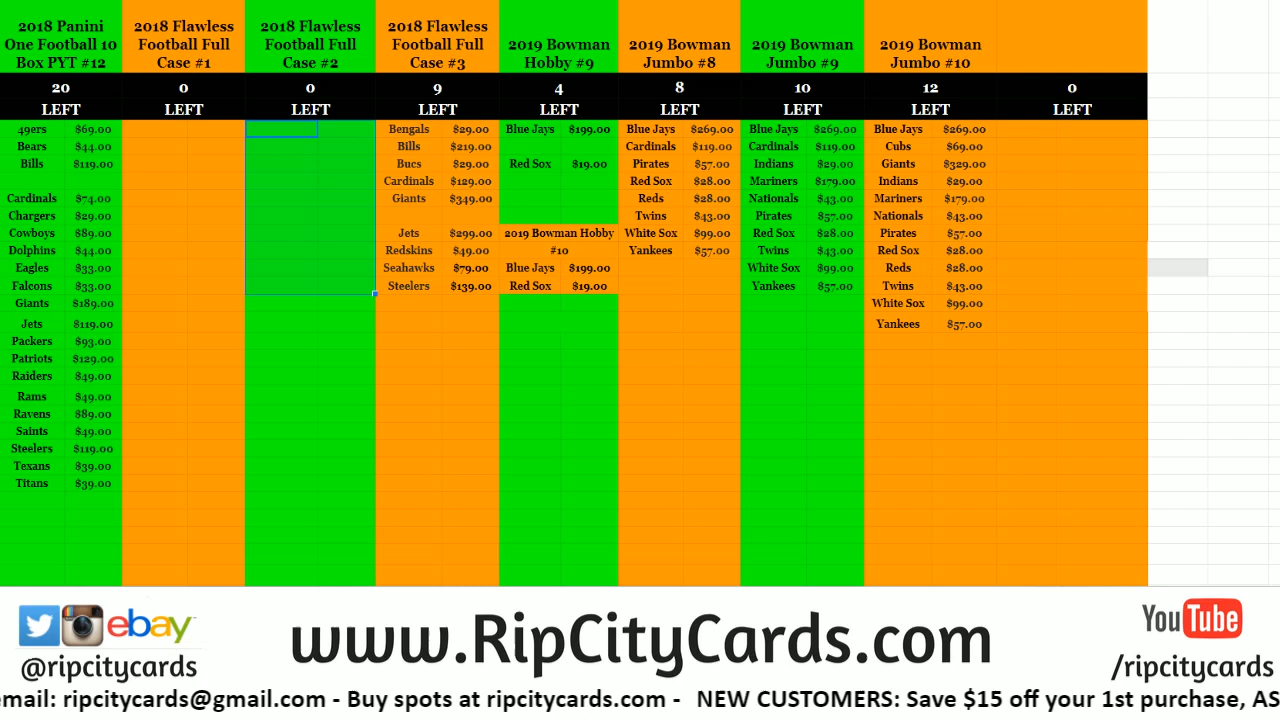 2018 Panini One Football 10 Box PYT #12
20
LEFT
49ers $69.00
Bears $44.00
Bills $119.00
Cardinals $74.00
Chargers $29.00
Cowboys $89.00
Dolphins $44.00
Eagles $33.00
Falcons $33.00
Giants $189.00
Jets $119.00
Packers $93.00
Patriots $129.00
Raiders $49.00
Rams $49.00
Ravens $89.00
Saints $49.00
Steelers $119.00
Texans $39.00
Titans $39.00
2018 Flawless Football Full Case #1
0
LEFT
2018 Flawless Football Full Case #2
0
LEFT
2018 Flawless Football Full Case #3
9
LEFT
Bengals $29.00
Bills $219.00
Bucs $29.00
Cardinals $129.00
Giants $349.00
Jets $299.00
Redskins $49.00
Seahawks $79.00
Steelers $139.00
2019 Bowman Hobby #9
4
LEFT
Blue Jays $199.00
Red Sox $19.00
2019 Bowman Hobby #10
Blue Jays $199.00
Red Sox $19.00
2019 Bowman Jumbo #8
8
LEFT
Blue Jays $269.00
Cardinals $119.00
Pirates $57.00
Red Sox $28.00
Reds $28.00
Twins $43.00
White Sox $99.00
Yankees $57.00
2019 Bowman Jumbo #9
10
LEFT
Blue Jays $269.00
Cardinals $119.00
Indians $29.00
Mariners $179.00
Nationals $43.00
Pirates $57.00
Red Sox $28.00
Twins $43.00
White Sox $99.00
Yankees $57.00
2019 Bowman Jumbo #10
12
LEFT
Blue Jays $269.00
Cubs $69.00
Giants $329.00
Indians $29.00
Mariners $179.00
Nationals $43.00
Pirates $57.00
Red Sox $28.00
Reds $28.00
Twins $43.00
White Sox $99.00
Yankees $57.00
0
LEFT
ebay
@ripcitycards
www.RipCityCards.com
YouTube
/ripcitycards
email: ripcitycards@gmail.com - Buy spots at ripcitycards.com - NEW CUSTOMERS: Save $15 off your 1st purchase, AS